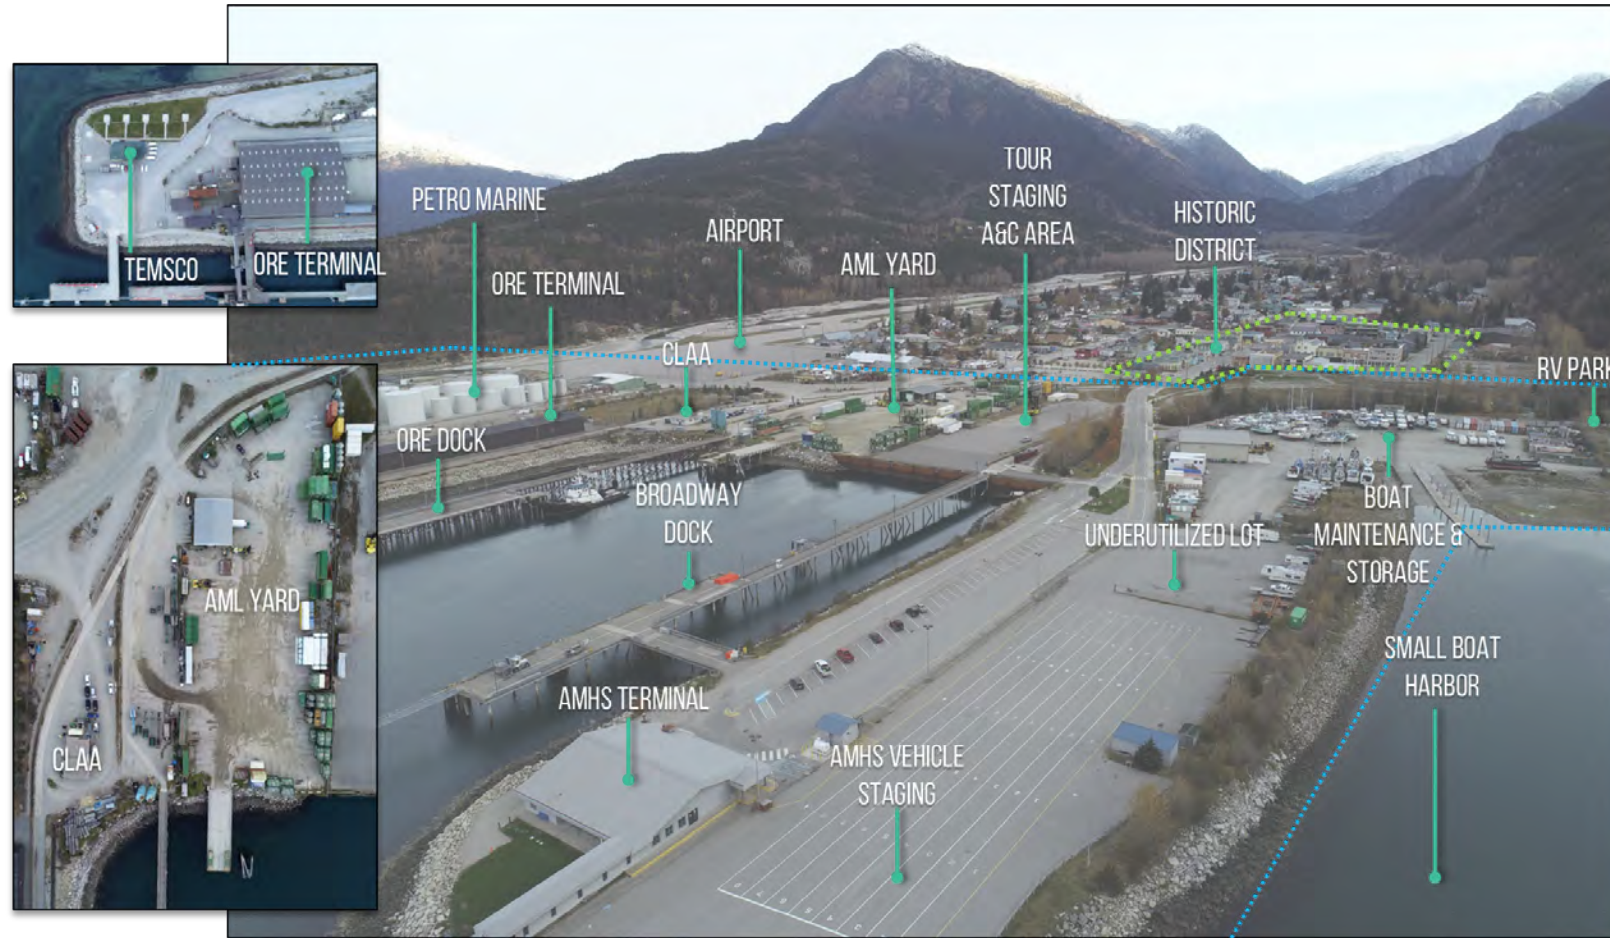 TEMSCO
ORE TERMINAL
AML YARD
CLAA
PETRO MARINE
ORE TERMINAL
AIRPORT
AML YARD
TOUR
STAGING
A&C AREA
HISTORIC
DISTRICT
CLAA
RV PARK
ORE DOCK
BROADWAY
DOCK
UNDERUTILIZED LOT
BOAT
MAINTENANCE &
STORAGE
SMALL BOAT
HARBOR
AMHS TERMINAL
AMHS VEHICLE
STAGING